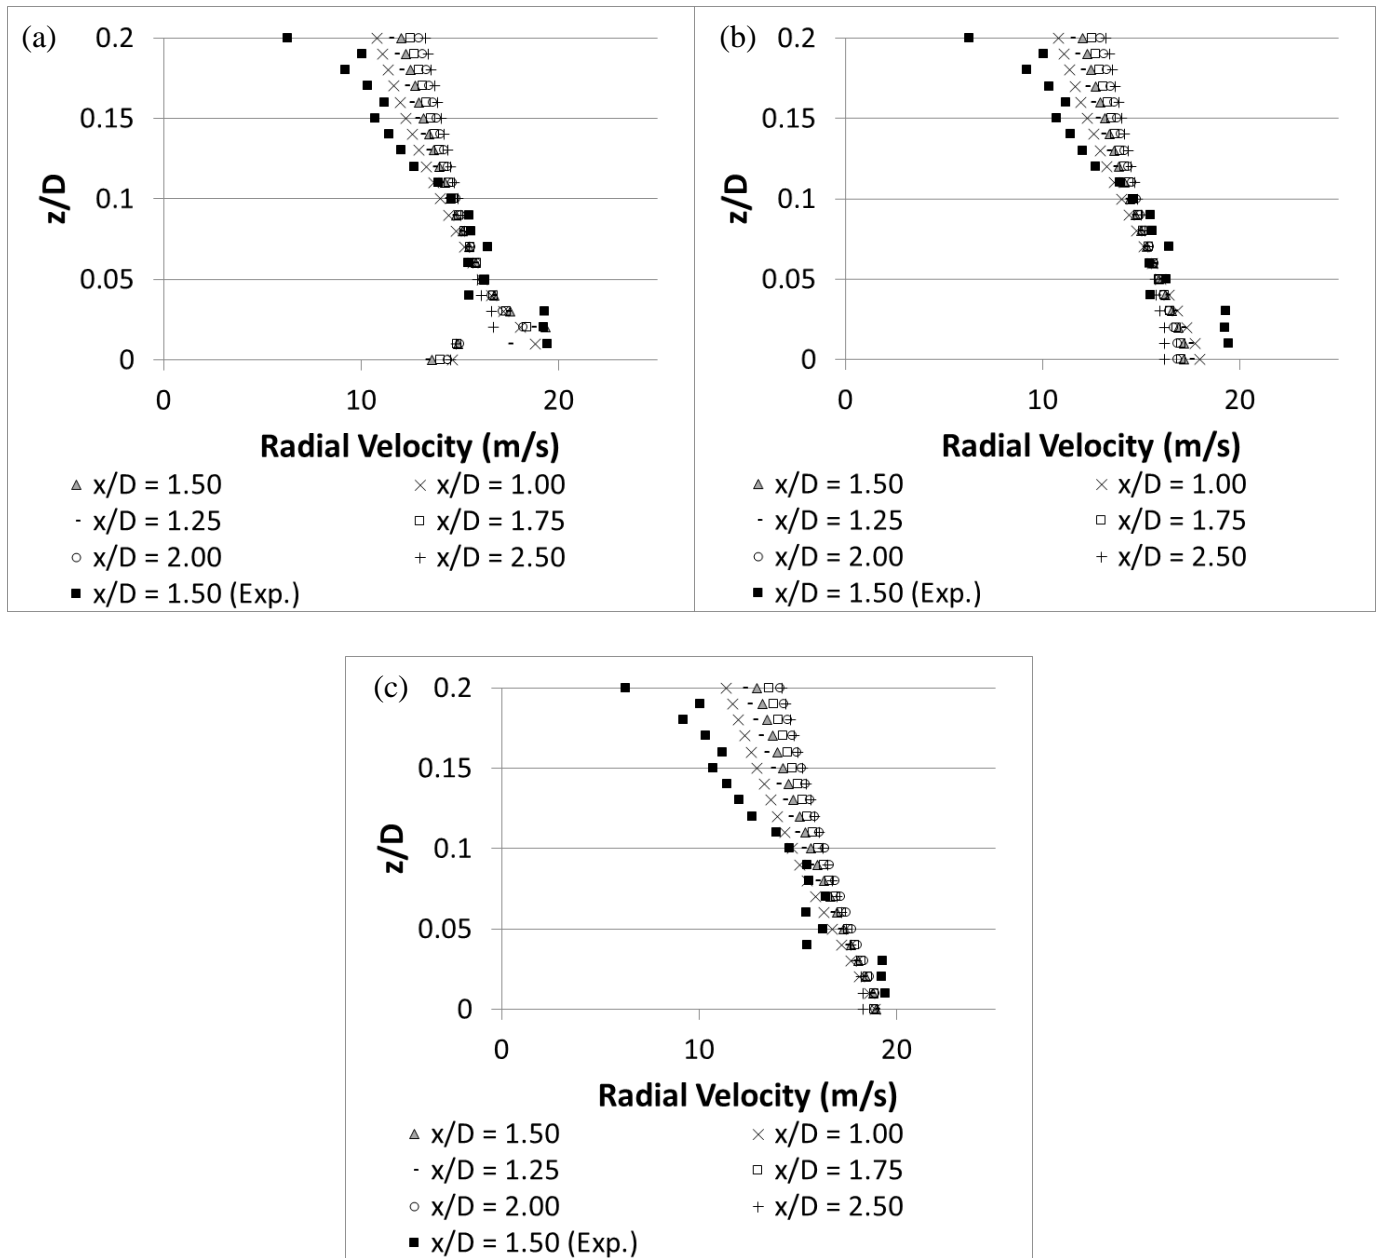 (a)
0.2
0.15
0.1
0.05
0
z/D
0 10 20
Radial Velocity (m/s)
x/D = 1.50 x/D = 1.00
x/D = 1.25 x/D = 1.75
x/D = 2.00 x/D = 2.50
x/D = 1.50 (Exp.)
(b)
0.2
0.15
0.1
0.05
0
z/D
0 10 20
Radial Velocity (m/s)
x/D = 1.50 x/D = 1.00
x/D = 1.25 x/D = 1.75
x/D = 2.00 x/D = 2.50
x/D = 1.50 (Exp.)
(c)
0.2
0.15
0.1
0.05
0
z/D
0 10 20
Radial Velocity (m/s)
x/D = 1.50 x/D = 1.00
x/D = 1.25 x/D = 1.75
x/D = 2.00 x/D = 2.50
x/D = 1.50 (Exp.)